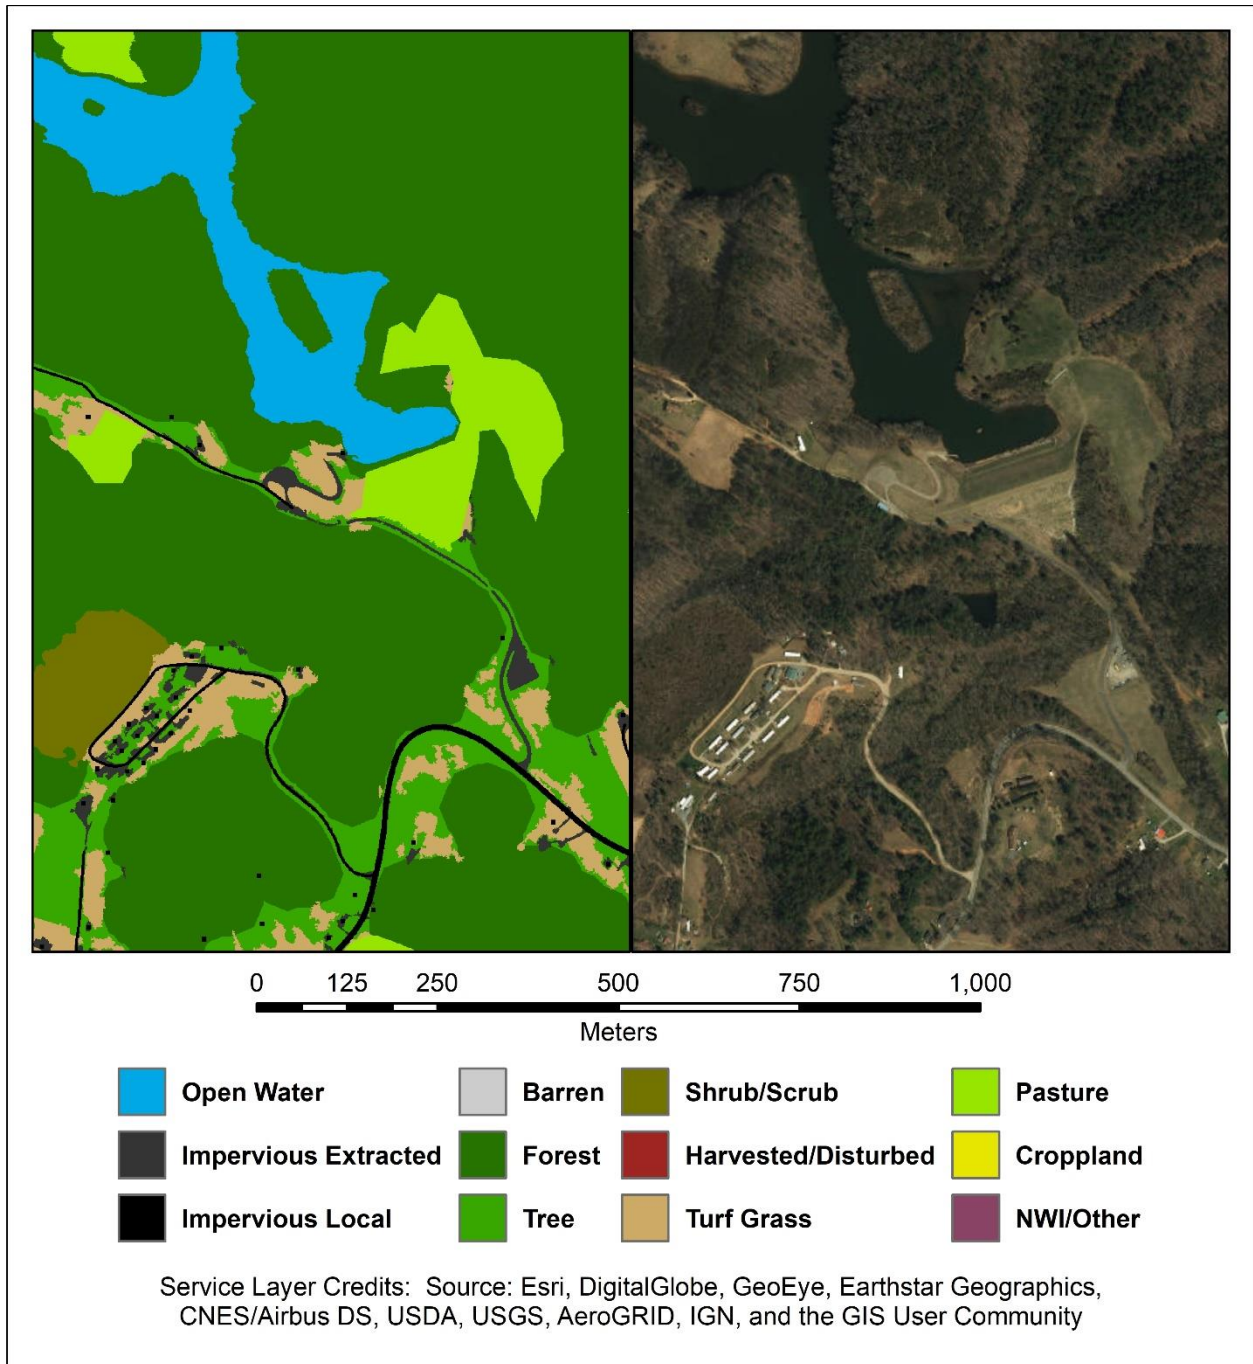 0 125 250 500 750 1,000
Meters
Open Water Barren Shrub/Scrub Pasture
Impervious Extracted Forest Harvested/Disturbed Croppland
Impervious Local Tree Turf Grass NWI/Other
Service Layer Credits: Source: Esri, DigitalGlobe, GeoEye, Earthstar Geographics,
CNES/Airbus DS, USDA, USGS, AeroGRID, IGN, and the GIS User Community